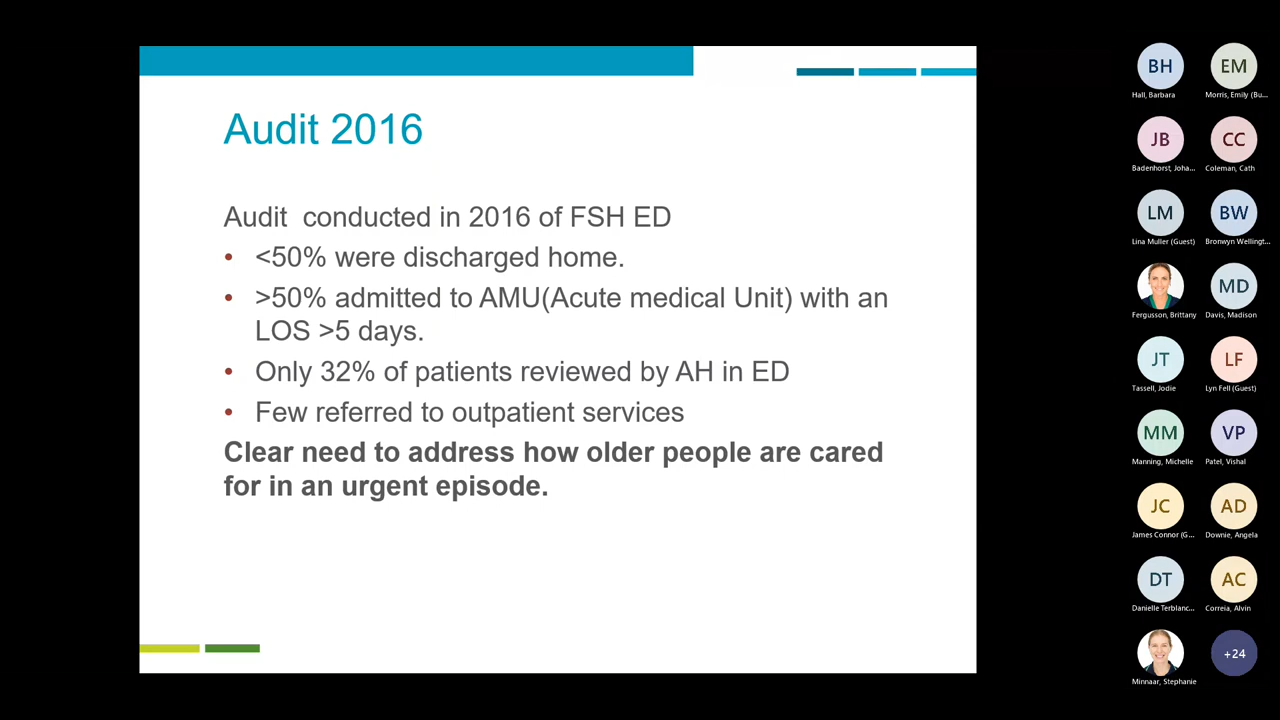 Audit 2016
Audit conducted in 2016 of FSH ED
• <50% were discharged home.
• >50% admitted to AMU(Acute medical Unit) with an
LOS >5 days.
• Only 32% of patients reviewed by AH in ED
• Few referred to outpatient services
Clear need to address how older people are cared
for in an urgent episode.
BH
Hall, Barbara
EM
Morris, Emily (Bu...
JB
Badenhorst, Joha...
CC
Coleman, Cath
LM
Lina Muller (Guest)
BW
Bronwyn Wellingt...
Fergusson, Brittany
MD
Davis, Madison
JT
Tassell, Jodie
LF
Lyn Fell (Guest)
MM
Manning, Michelle
VP
Patel, Vishal
JC
James Connor (G...
AD
Downie, Angela
DT
Danielle Terblanc...
AC
Correia, Alvin
Minnaar, Stephanie
+24